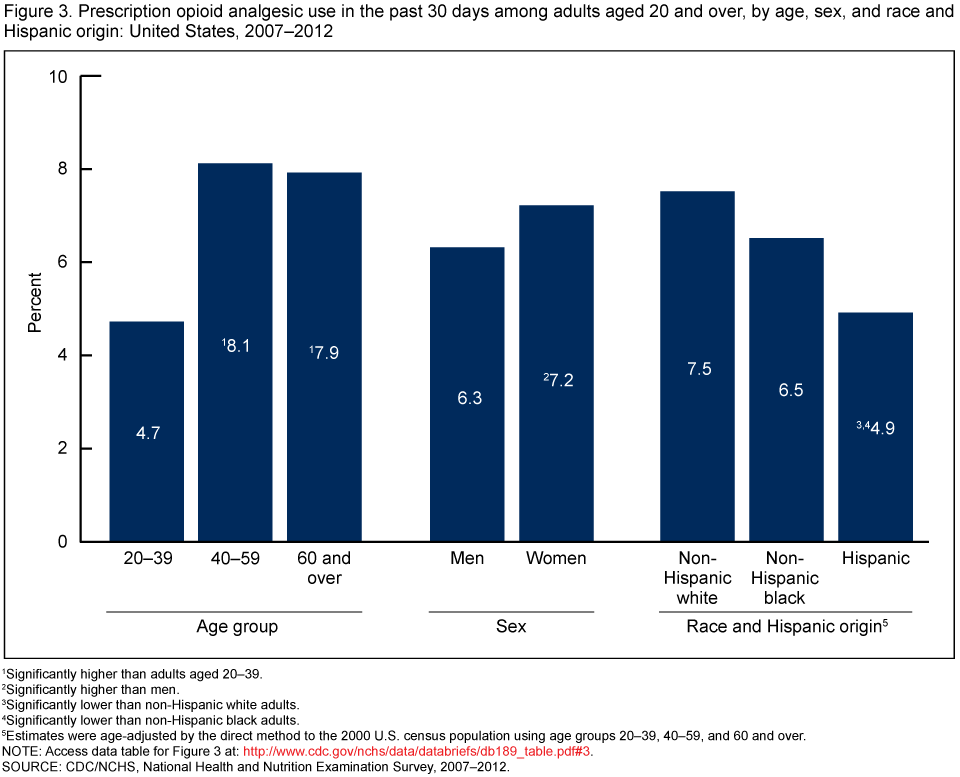 Figure 3. Prescription opioid analgesic use in the past 30 days among adults aged 20 and over, by age, sex, and race and
Hispanic origin: United States, 2007–2012
10
8
6
4
2
0
Percent
4.7
¹8.1
¹7.9
6.3
²7.2
7.5
6.5
³,⁴4.9
20–39
40–59
60 and
over
Men
Women
Non-
Hispanic
white
Non-
Hispanic
black
Hispanic
Age group
Sex
Race and Hispanic origin⁵
¹Significantly higher than adults aged 20–39.
²Significantly higher than men.
³Significantly lower than non-Hispanic white adults.
⁴Significantly lower than non-Hispanic black adults.
⁵Estimates were age-adjusted by the direct method to the 2000 U.S. census population using age groups 20–39, 40–59, and 60 and over.
NOTE: Access data table for Figure 3 at: http://www.cdc.gov/nchs/data/databriefs/db189_table.pdf#3.
SOURCE: CDC/NCHS, National Health and Nutrition Examination Survey, 2007–2012.